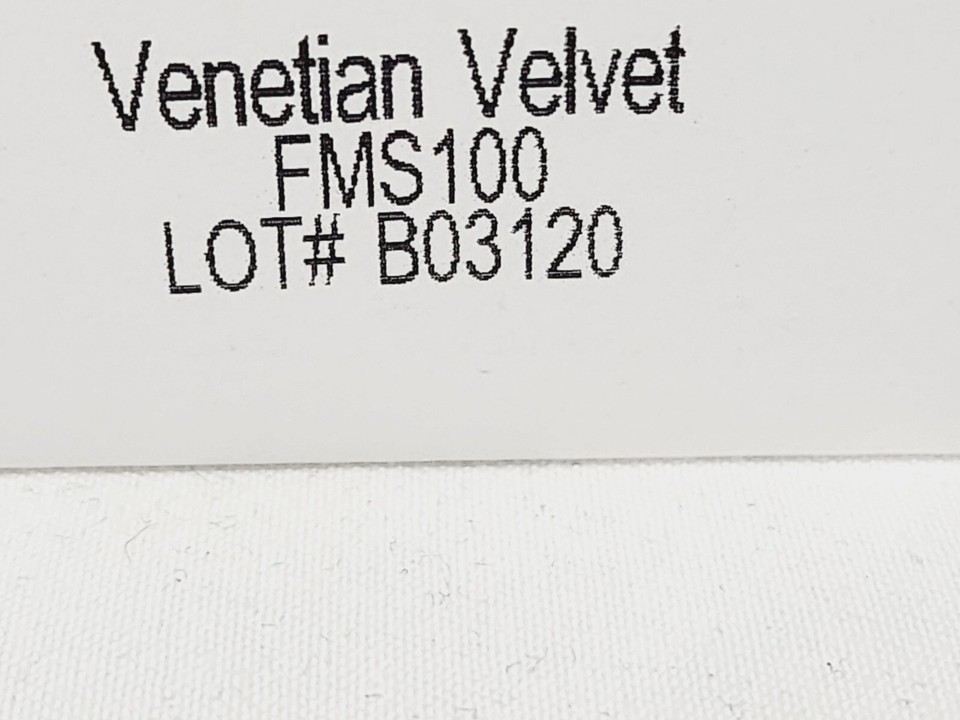 Venetian Velvet
FMS100
LOT# B03120